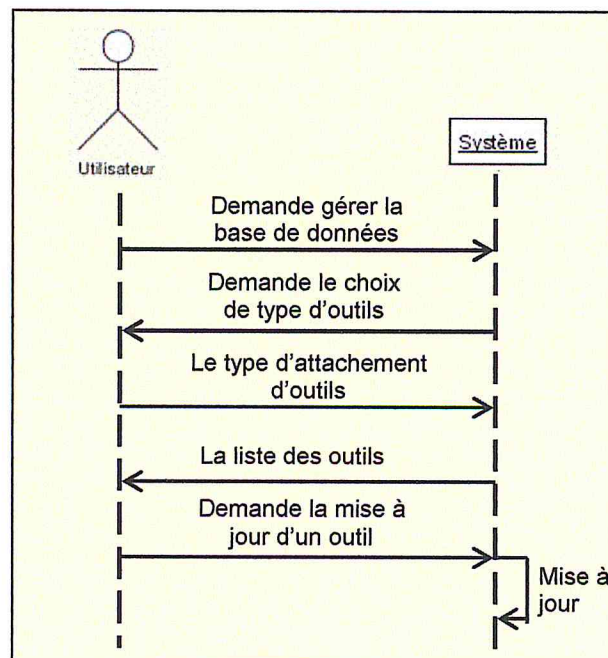 Utilisateur
Système
Demande gérer la
base de données
Demande le choix
de type d'outils
Le type d'attachement
d'outils
La liste des outils
Demande la mise à
jour d'un outil
Mise à
jour